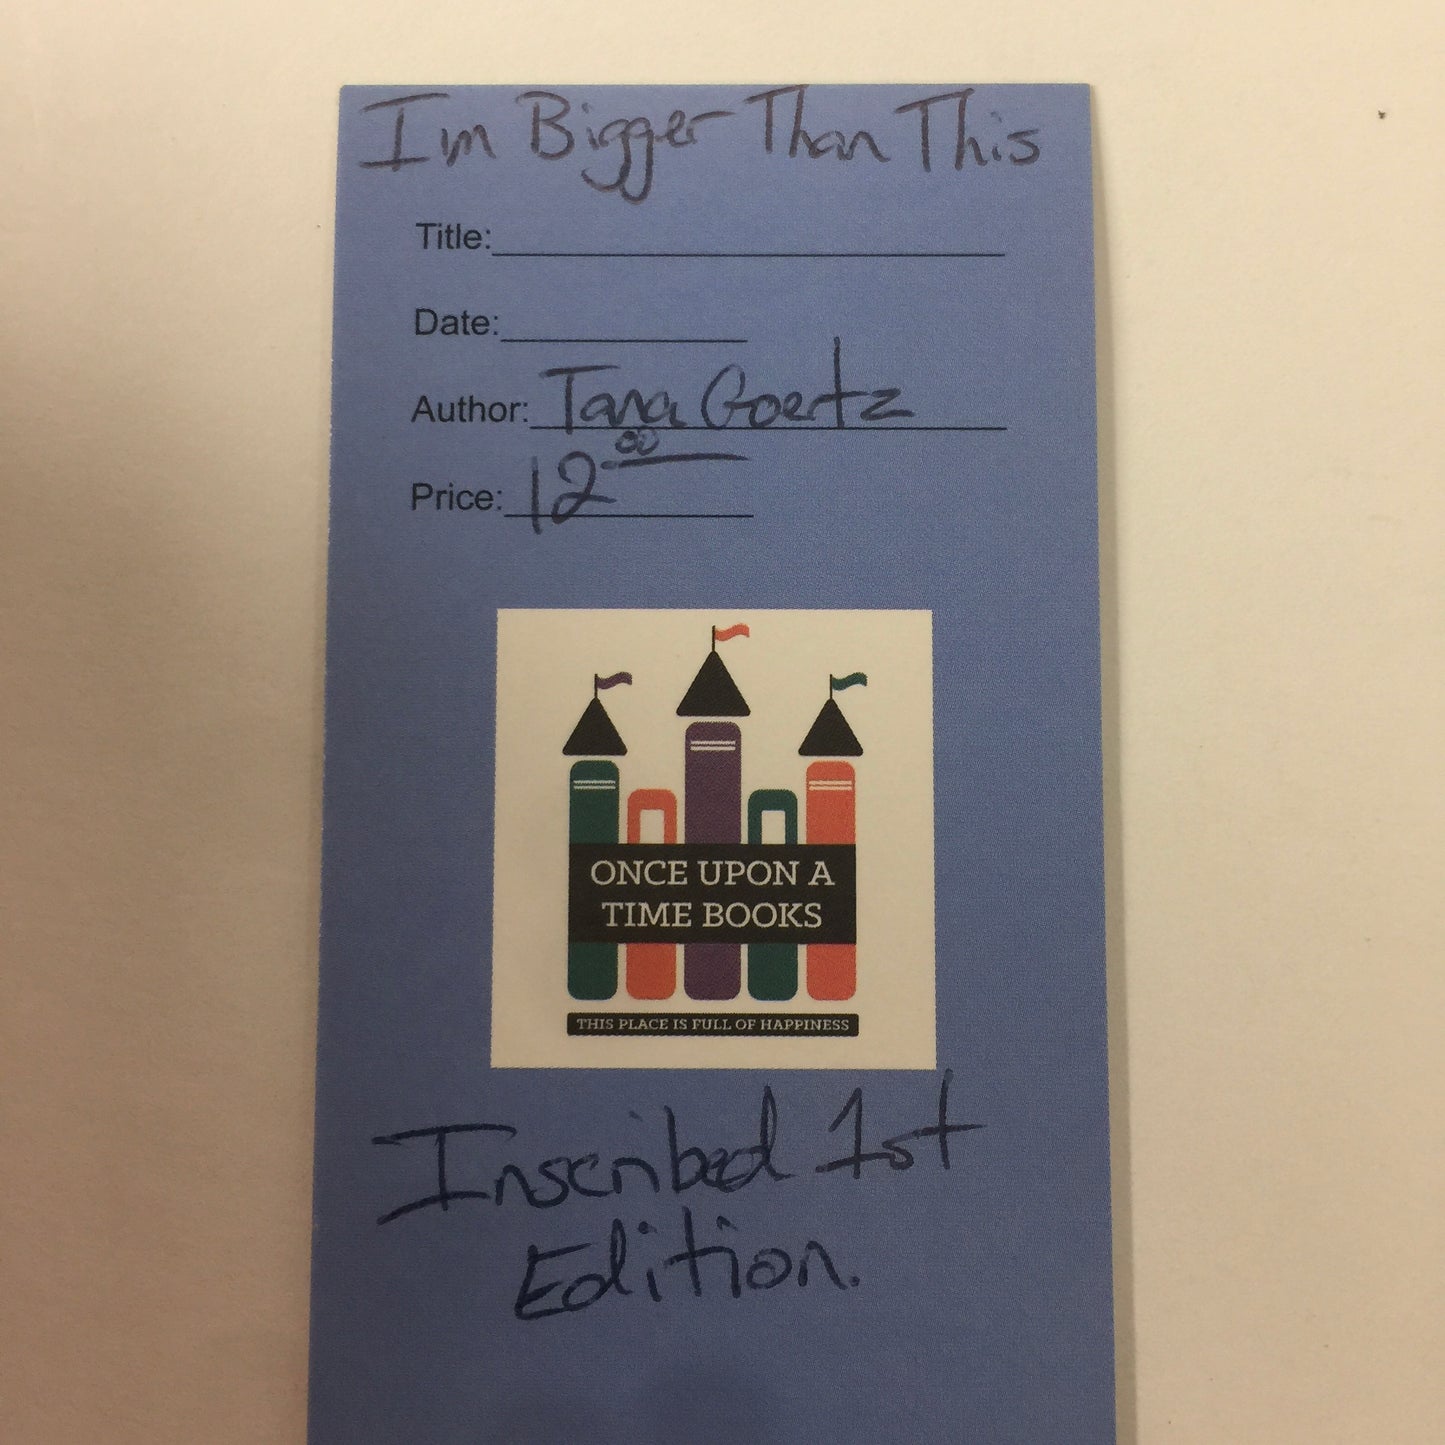 Im Bigger Than This
Title:
Date:
Author: Tana Goertz
Price: 12 00
ONCE UPON A
TIME BOOKS
THIS PLACE IS FULL OF HAPPINESS
Inscribed 1st
Edition.